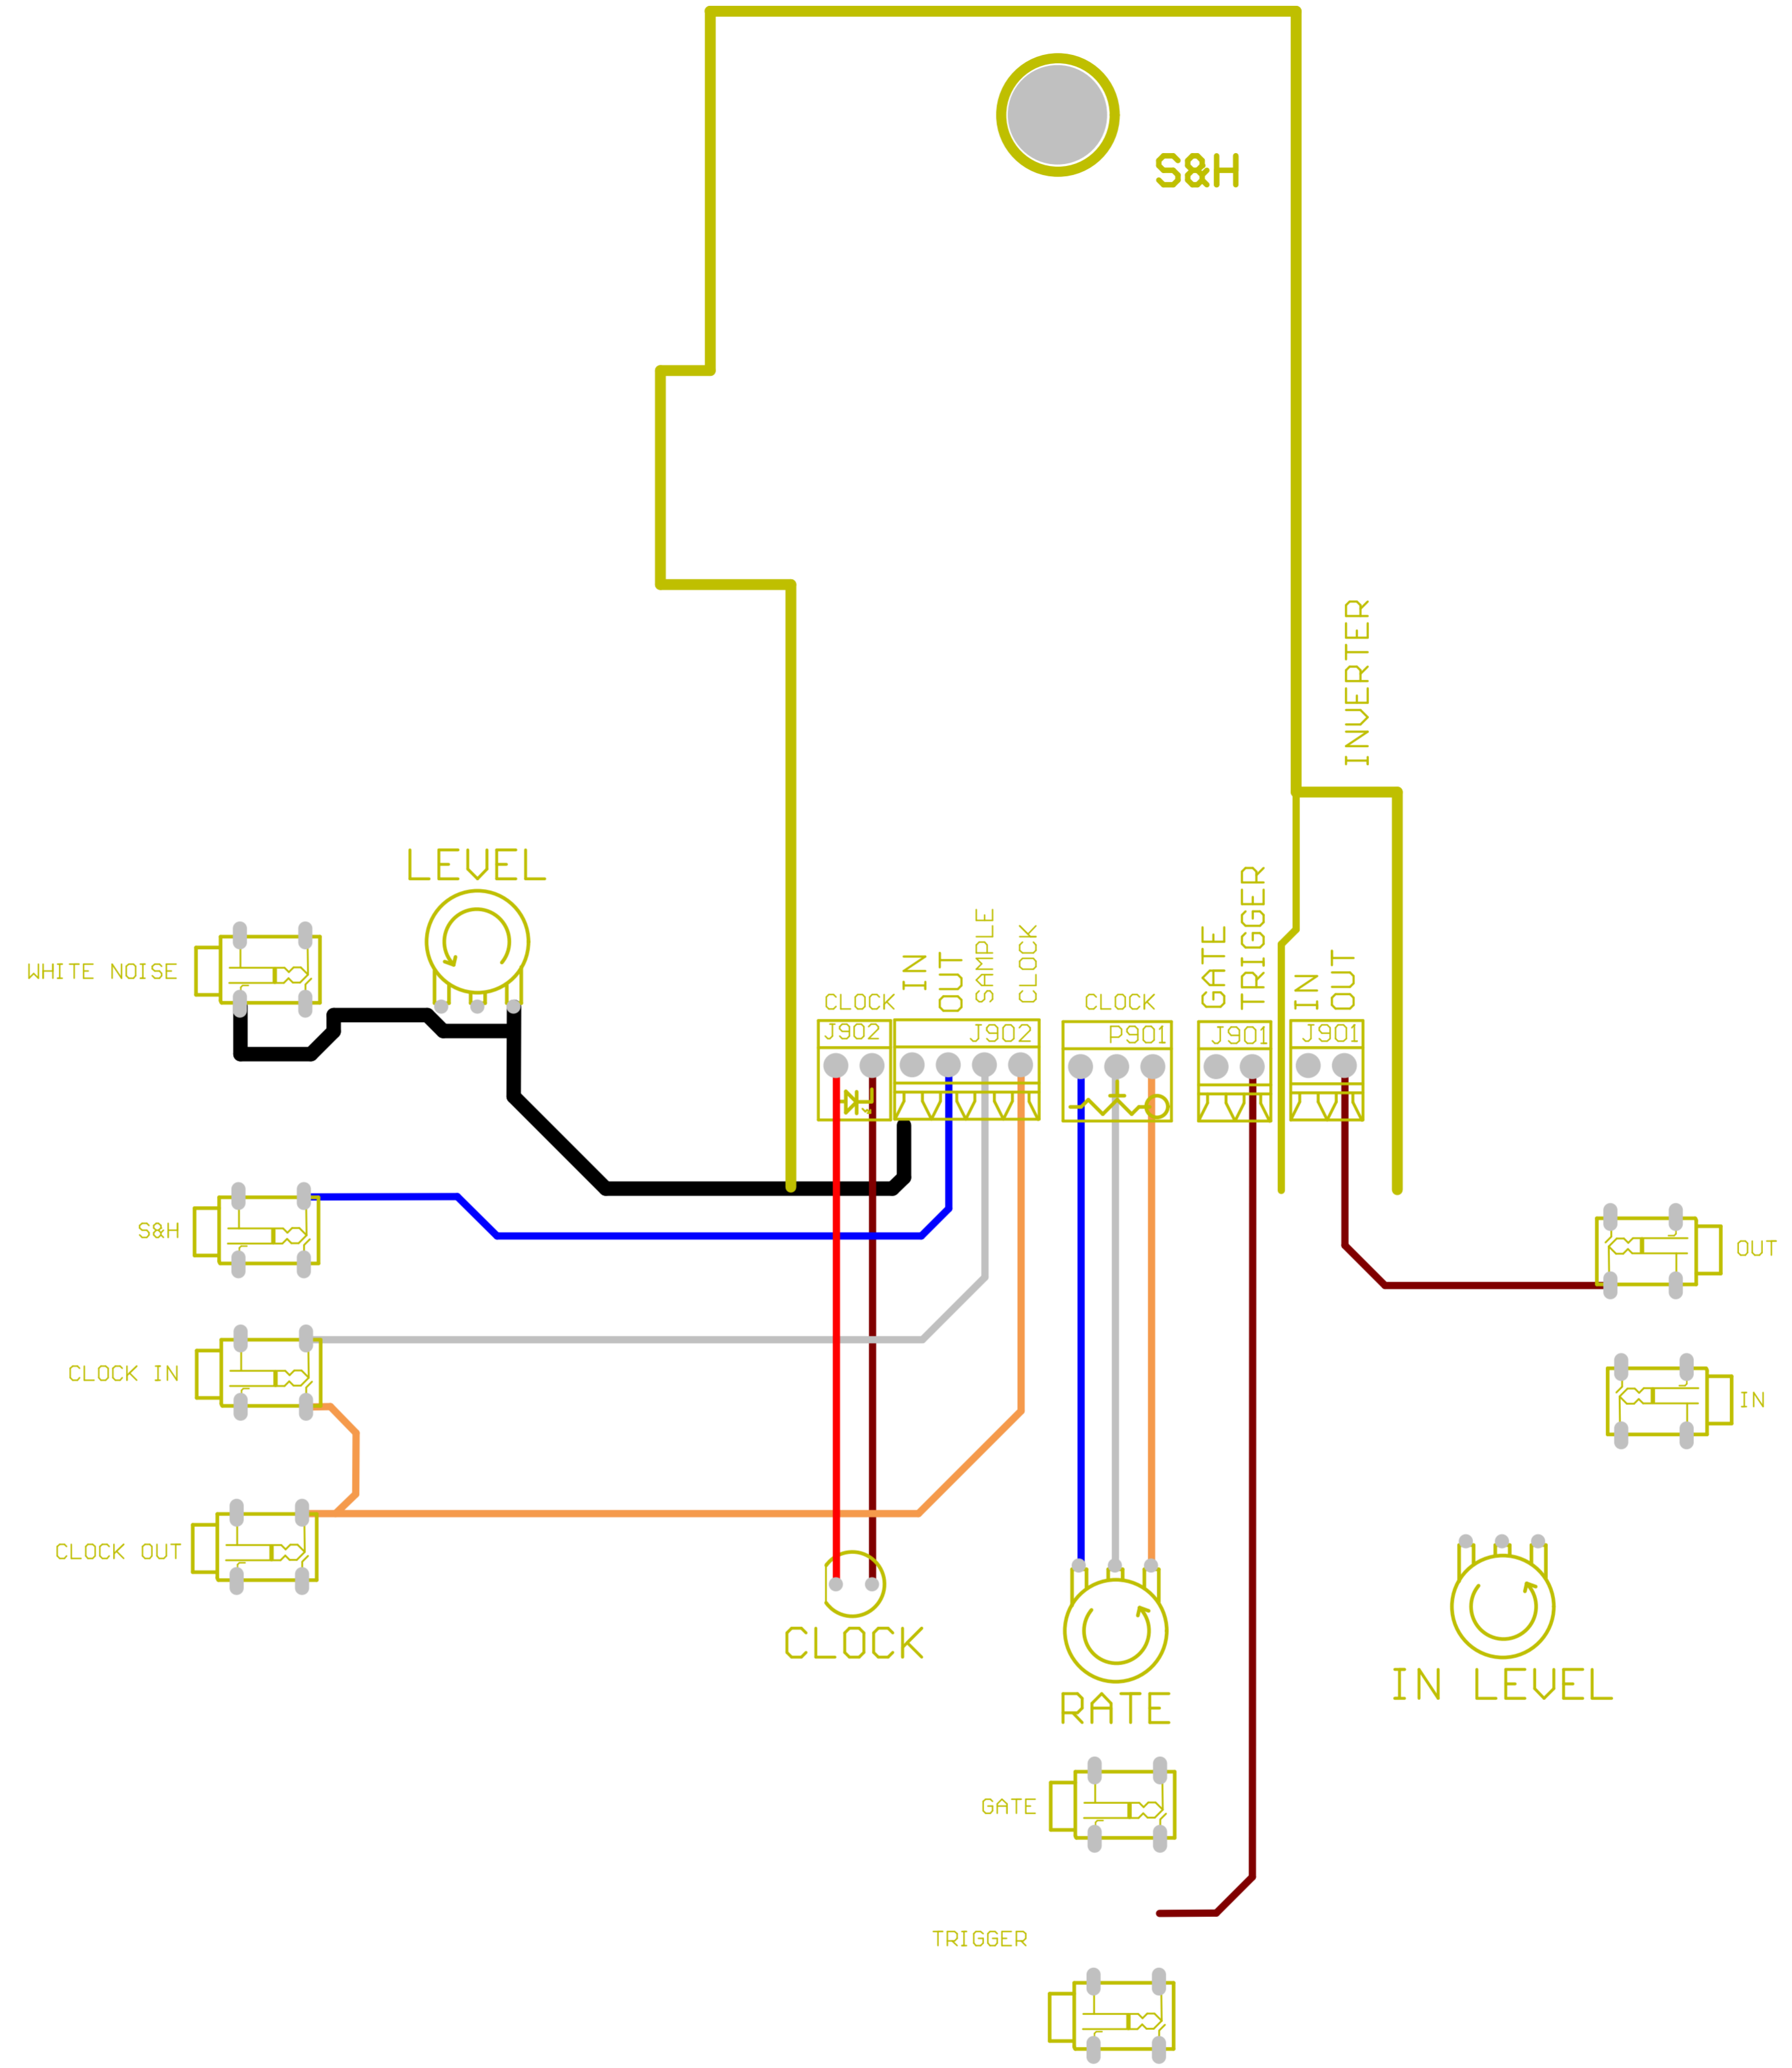 S&H
INVERTER
LEVEL
WHITE NOISE
IN
OUT
SAMPLE
CLOCK
GATE
TRIGGER
IN
OUT
CLOCK
CLOCK
J902
J902
P901
J901
J901
S&H
OUT
CLOCK IN
IN
CLOCK OUT
CLOCK
RATE
IN LEVEL
GATE
TRIGGER